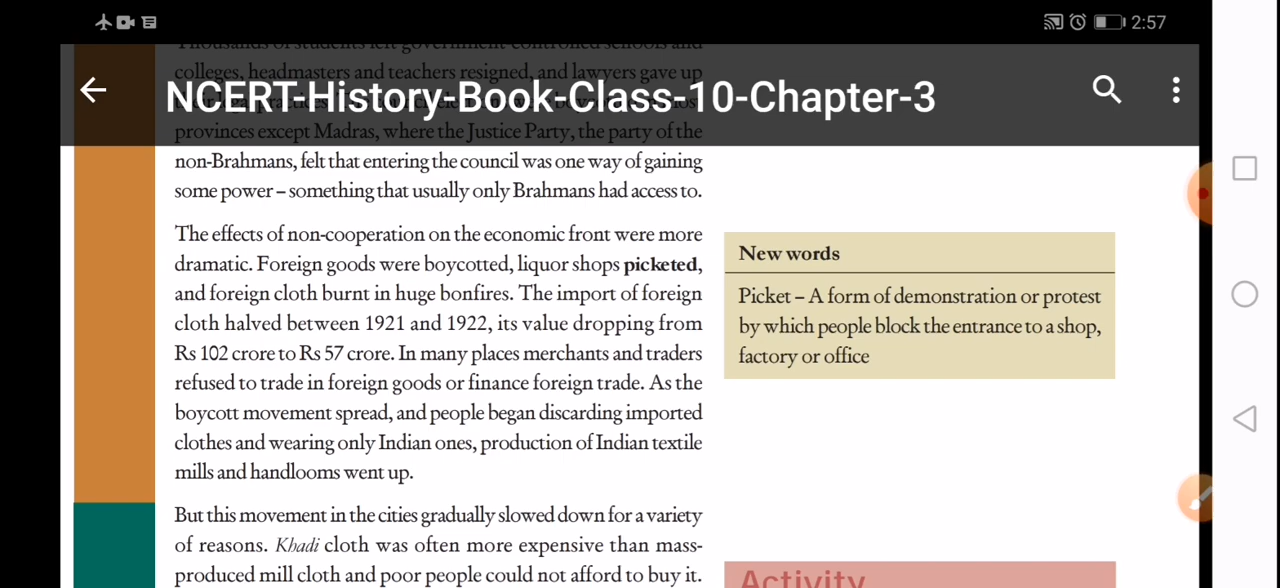 2:57
Thousands of students left government-controlled schools and
colleges, headmasters and teachers resigned, and lawyers gave up
NCERT-History-Book-Class-10-Chapter-3
provinces except Madras, where the Justice Party, the party of the
non-Brahmans, felt that entering the council was one way of gaining
some power – something that usually only Brahmans had access to.
The effects of non-cooperation on the economic front were more
dramatic. Foreign goods were boycotted, liquor shops picketed,
and foreign cloth burnt in huge bonfires. The import of foreign
cloth halved between 1921 and 1922, its value dropping from
Rs 102 crore to Rs 57 crore. In many places merchants and traders
refused to trade in foreign goods or finance foreign trade. As the
boycott movement spread, and people began discarding imported
clothes and wearing only Indian ones, production of Indian textile
mills and handlooms went up.
But this movement in the cities gradually slowed down for a variety
of reasons. Khadi cloth was often more expensive than mass-
produced mill cloth and poor people could not afford to buy it.
New words
Picket – A form of demonstration or protest
by which people block the entrance to a shop,
factory or office
Activity